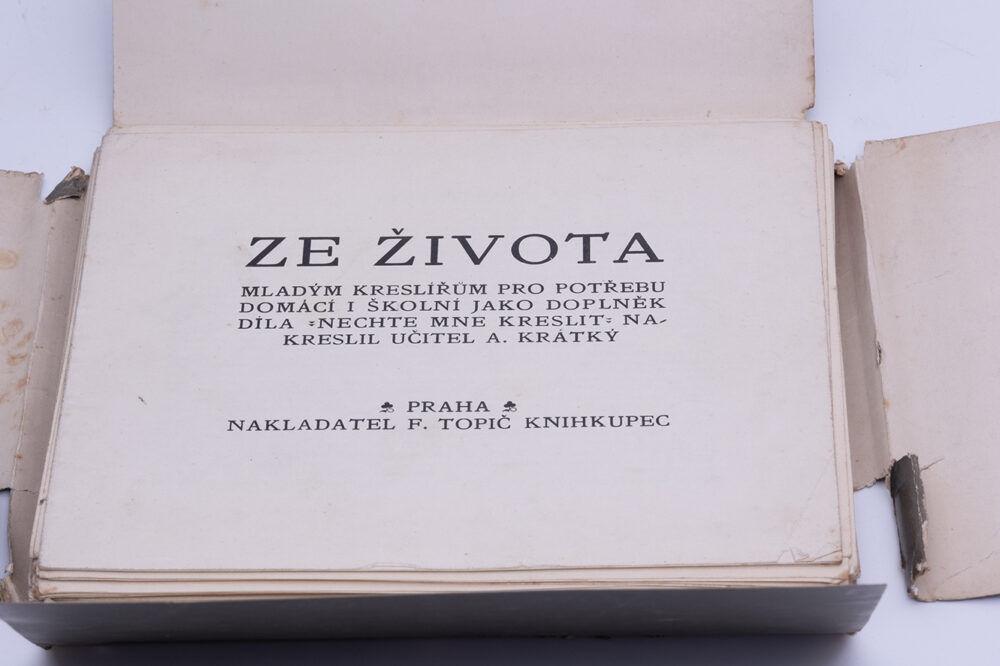 ZE ŽIVOTA
MLADÝM KRESLÍŘŮM PRO POTŘEBU
DOMÁCÍ I ŠKOLNÍ JAKO DOPLNĚK
DÍLA »NECHTE MNE KRESLIT« NA-
KRESLIL UČITEL A. KRÁTKÝ
PRAHA
NAKLADATEL F. TOPIČ KNIHKUPEC